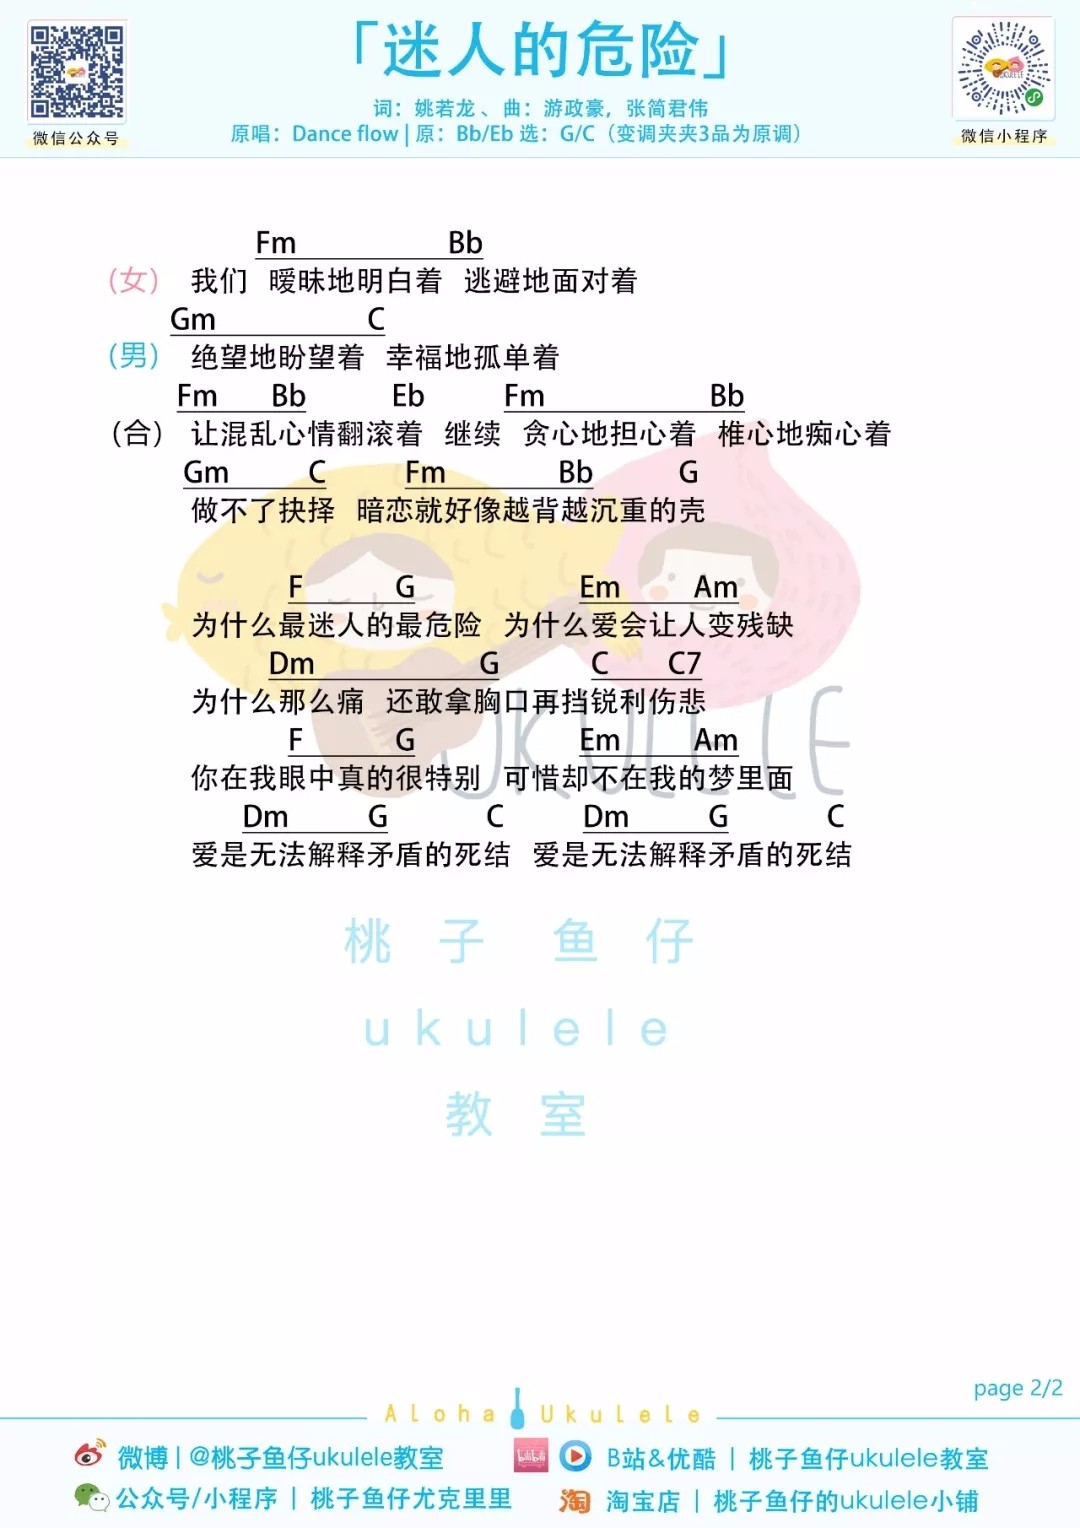 「迷人的危险」
词：姚若龙、曲：游政豪，张简君伟
原唱：Dance flow | 原：Bb/Eb 选：G/C（变调夹夹3品为原调）
微信公众号
微信小程序
Fm Bb
（女） 我们 暧昧地明白着 逃避地面对着
Gm C
（男） 绝望地盼望着 幸福地孤单着
Fm Bb Eb Fm Bb
（合） 让混乱心情翻滚着 继续 贪心地担心着 椎心地痴心着
Gm C Fm Bb G
做不了抉择 暗恋就好像越背越沉重的壳
F G Em Am
为什么最迷人的最危险 为什么爱会让人变残缺
Dm G C C7
为什么那么痛 还敢拿胸口再挡锐利伤悲
F G Em Am
你在我眼中真的很特别 可惜却不在我的梦里面
Dm G C Dm G C
爱是无法解释矛盾的死结 爱是无法解释矛盾的死结
UKULELE
桃子 鱼仔
ukulele
教室
page 2/2
Aloha Ukulele
微博 | @桃子鱼仔ukulele教室
bilibili
B站&优酷 | 桃子鱼仔ukulele教室
公众号/小程序 | 桃子鱼仔尤克里里
淘
淘宝店 | 桃子鱼仔的ukulele小铺